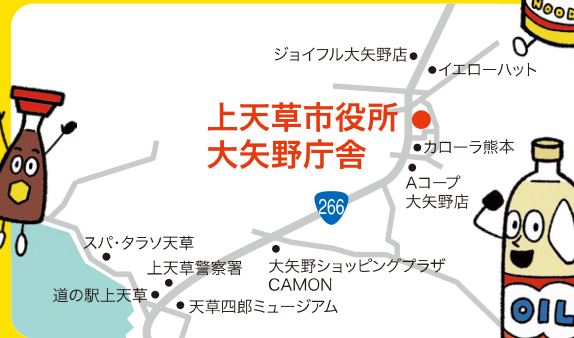 NOOD
ジョイフル大矢野店
イエローハット
上天草市役所
大矢野庁舎
カローラ熊本
Aコープ
大矢野店
266
スパ・タラソ天草
上天草警察署
大矢野ショッピングプラザ
CAMON
道の駅上天草
天草四郎ミュージアム
OIL